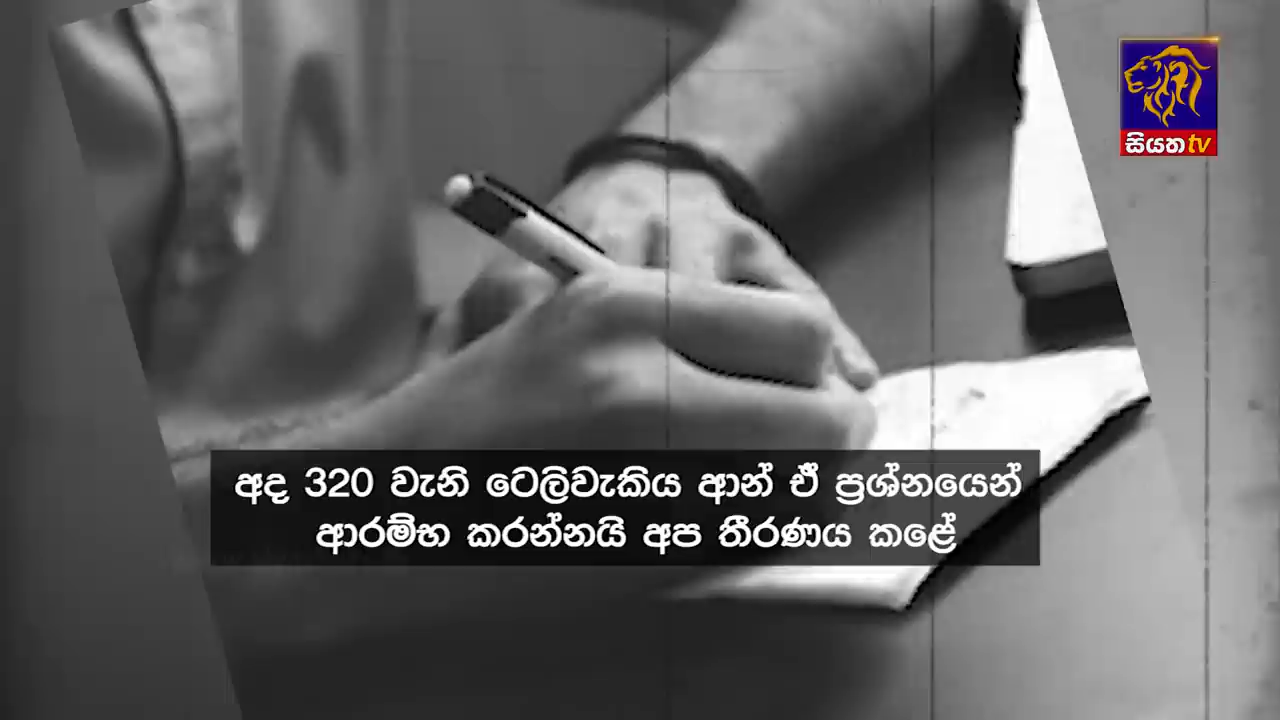 සියත tv
අද 320 වැනි ටෙලිවැකිය ආන් ඒ ප්‍රශ්නයෙන්
ආරම්භ කරන්නයි අප තීරණය කළේ